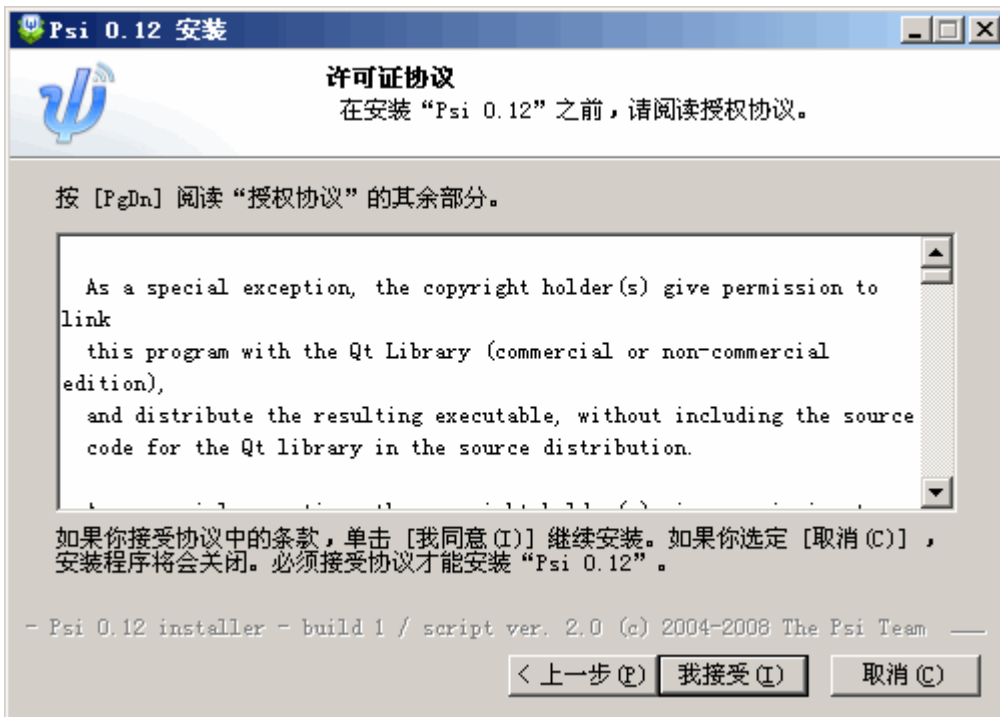 Psi 0.12 安装
许可证协议
在安装“Psi 0.12”之前，请阅读授权协议。
按 [PgDn] 阅读“授权协议”的其余部分。
As a special exception, the copyright holder(s) give permission to
link
this program with the Qt Library (commercial or non-commercial
edition),
and distribute the resulting executable, without including the source
code for the Qt library in the source distribution.
如果你接受协议中的条款，单击 [我同意(I)] 继续安装。如果你选定 [取消(C)] ，
安装程序将会关闭。必须接受协议才能安装“Psi 0.12”。
- Psi 0.12 installer - build 1 / script ver. 2.0 (c) 2004-2008 The Psi Team
< 上一步(P) 我接受(I) 取消(C)